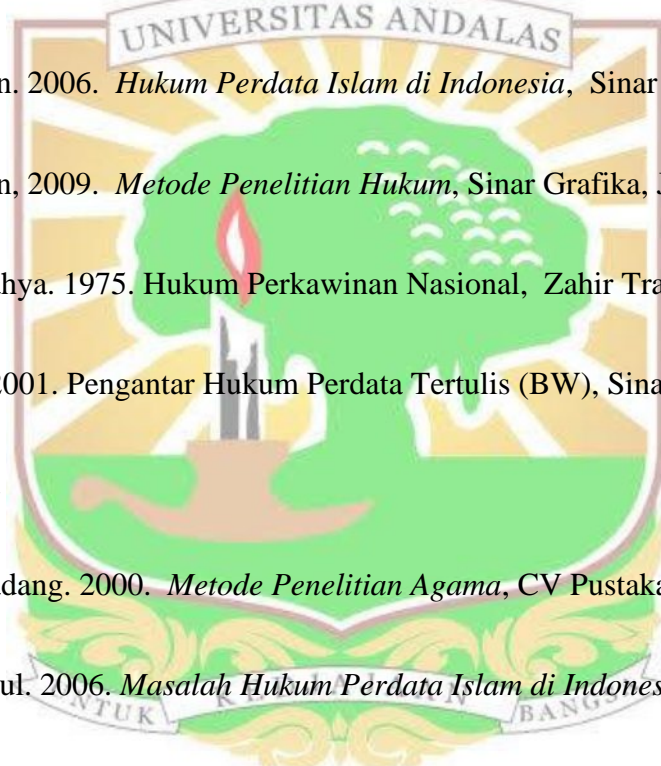 UNIVERSITAS ANDALAS
n. 2006. Hukum Perdata Islam di Indonesia, Sinar
n, 2009. Metode Penelitian Hukum, Sinar Grafika, J
hya. 1975. Hukum Perkawinan Nasional, Zahir Tra
2001. Pengantar Hukum Perdata Tertulis (BW), Sina
dang. 2000. Metode Penelitian Agama, CV Pustaka
ul. 2006. Masalah Hukum Perdata Islam di Indones
UNTUK BANGSA